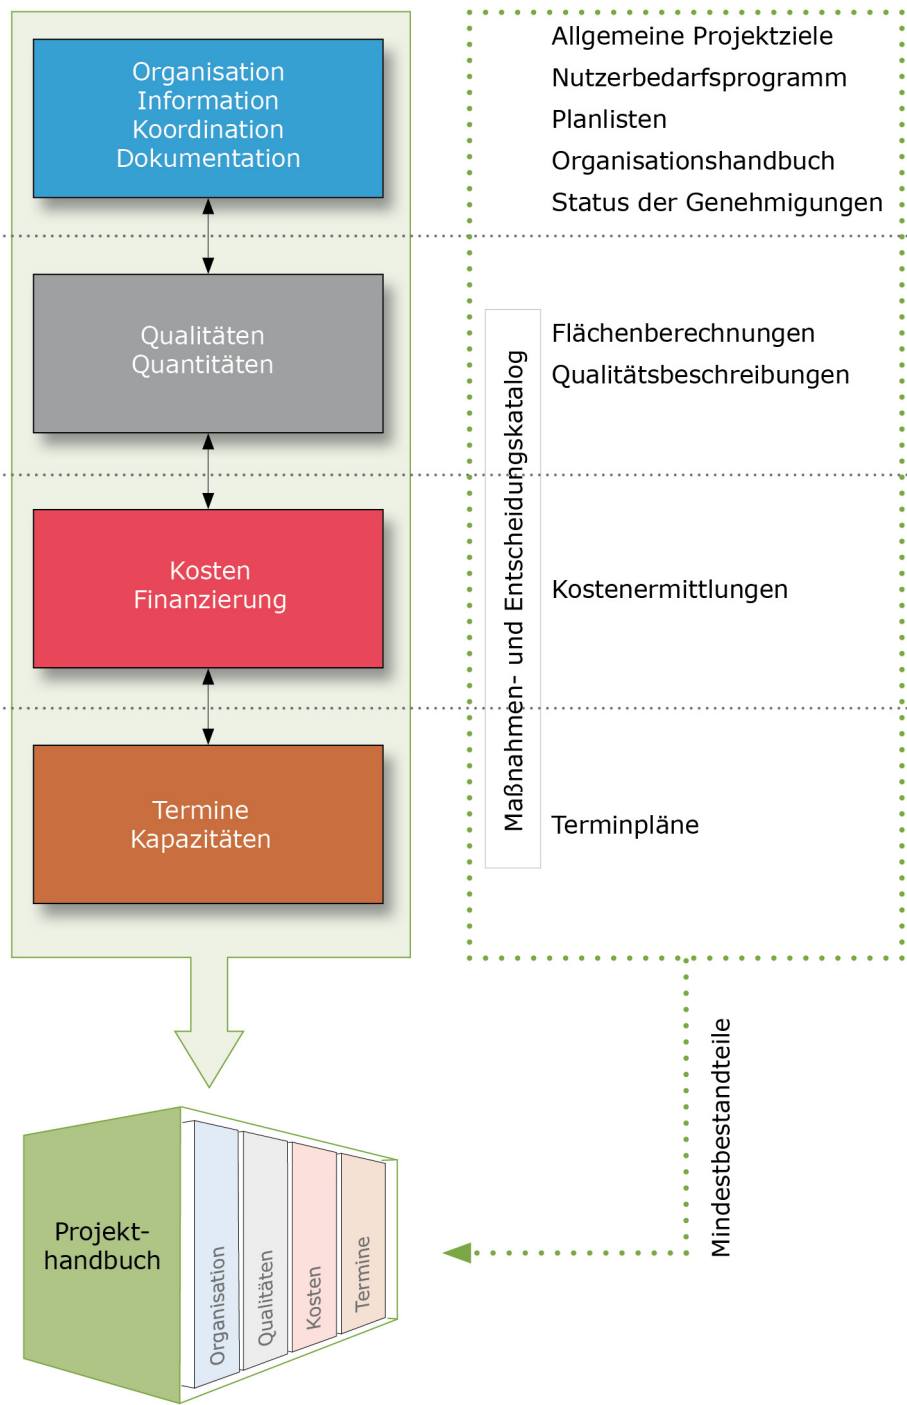 Organisation
Information
Koordination
Dokumentation
Allgemeine Projektziele
Nutzerbedarfsprogramm
Planlisten
Organisationshandbuch
Status der Genehmigungen
Qualitäten
Quantitäten
Maßnahmen- und Entscheidungskatalog
Flächenberechnungen
Qualitätsbeschreibungen
Kosten
Finanzierung
Kostenermittlungen
Termine
Kapazitäten
Terminpläne
Mindestbestandteile
Projekt-
handbuch
Organisation
Qualitäten
Kosten
Termine